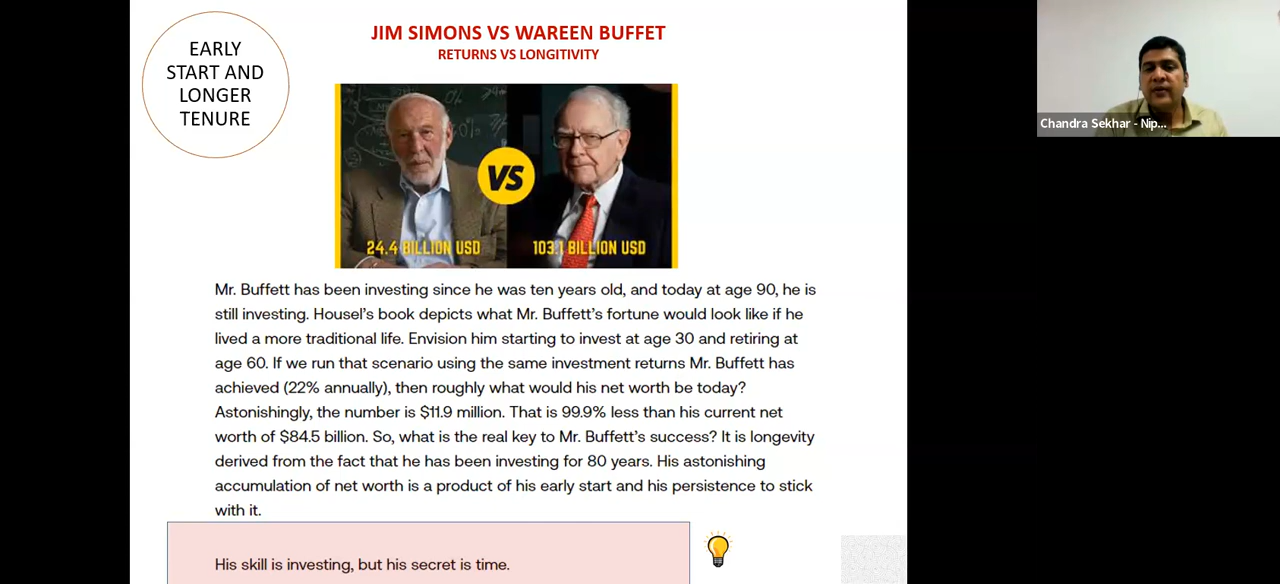 EARLY
START AND
LONGER
TENURE
JIM SIMONS VS WAREEN BUFFET
RETURNS VS LONGITIVITY
VS
24.4 BILLION USD
103.1 BILLION USD
Chandra Sekhar - Nip...
Mr. Buffett has been investing since he was ten years old, and today at age 90, he is
still investing. Housel's book depicts what Mr. Buffett's fortune would look like if he
lived a more traditional life. Envision him starting to invest at age 30 and retiring at
age 60. If we run that scenario using the same investment returns Mr. Buffett has
achieved (22% annually), then roughly what would his net worth be today?
Astonishingly, the number is $11.9 million. That is 99.9% less than his current net
worth of $84.5 billion. So, what is the real key to Mr. Buffett's success? It is longevity
derived from the fact that he has been investing for 80 years. His astonishing
accumulation of net worth is a product of his early start and his persistence to stick
with it.
His skill is investing, but his secret is time.